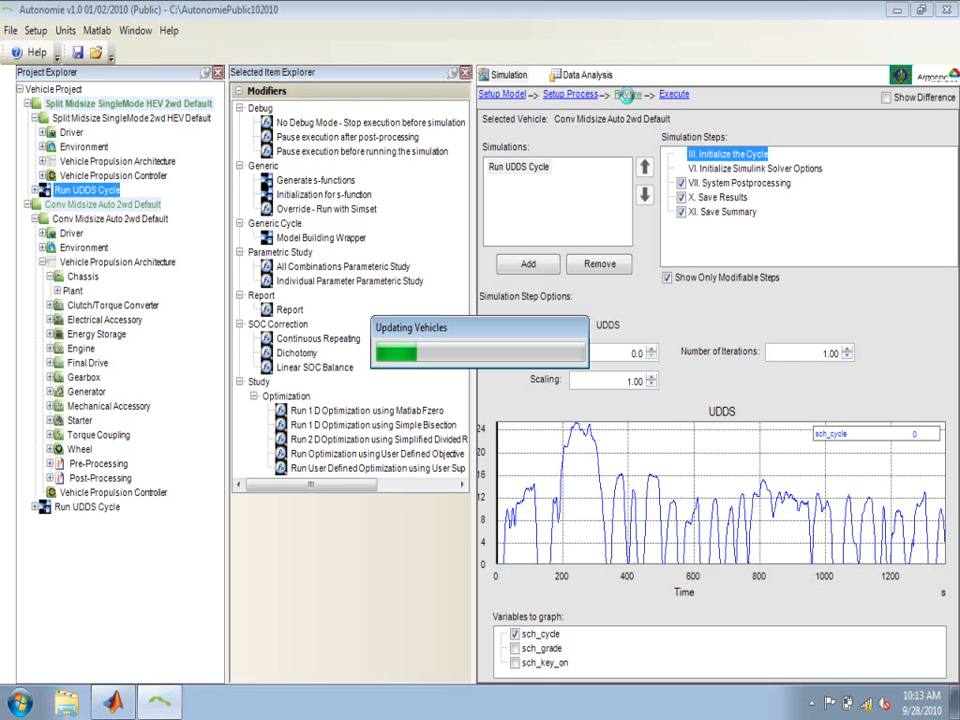 Autonomie v1.0 01/02/2010 (Public) - C:\AutonomiePublic102010
File Setup Units Matlab Window Help
Help
Project Explorer
Vehicle Project
Split Midsize SingleMode HEV 2wd Default
Split Midsize SingleMode 2wd HEV Default
Driver
Environment
Vehicle Propulsion Architecture
Vehicle Propulsion Controller
Run UDDS Cycle
Conv Midsize Auto 2wd Default
Conv Midsize Auto 2wd Default
Driver
Environment
Vehicle Propulsion Architecture
Chassis
Plant
Clutch/Torque Converter
Electrical Accessory
Energy Storage
Engine
Final Drive
Gearbox
Generator
Mechanical Accessory
Starter
Torque Coupling
Wheel
Pre-Processing
Post-Processing
Vehicle Propulsion Controller
Run UDDS Cycle
Selected Item Explorer
Modifiers
Debug
No Debug Mode - Stop execution before simulation
Pause execution after post-processing
Pause execution before running the simulation
Generic
Generate s-functions
Initialization for s-function
Override - Run with Simset
Generic Cycle
Model Building Wrapper
Parametric Study
All Combinations Parametric Study
Individual Parameter Parametric Study
Report
Report
SOC Correction
Continuous Repeating
Dichotomy
Linear SOC Balance
Study
Optimization
Run 1 D Optimization using Matlab Fzero
Run 1 D Optimization using Simple Bisection
Run 2 D Optimization using Simplified Divided R
Run Optimization using User Defined Objective
Run User Defined Optimization using User Sup
Simulation Data Analysis
Setup Model -> Setup Process -> -> Execute
Show Difference
Selected Vehicle: Conv Midsize Auto 2wd Default
Simulations:
Run UDDS Cycle
Add Remove
Simulation Steps:
III. Initialize the Cycle
VI. Initialize Simulink Solver Options
VII. System Postprocessing
X. Save Results
XI. Save Summary
Show Only Modifiable Steps
Simulation Step Options:
Updating Vehicles
UDDS
0.0 Number of Iterations: 1.00
Scaling: 1.00
UDDS
sch_cycle 0
24
20
16
12
8
4
0
0 200 400 600 800 1000 1200
Time s
Variables to graph:
sch_cycle
sch_grade
sch_key_on
10:13 AM
9/28/2010